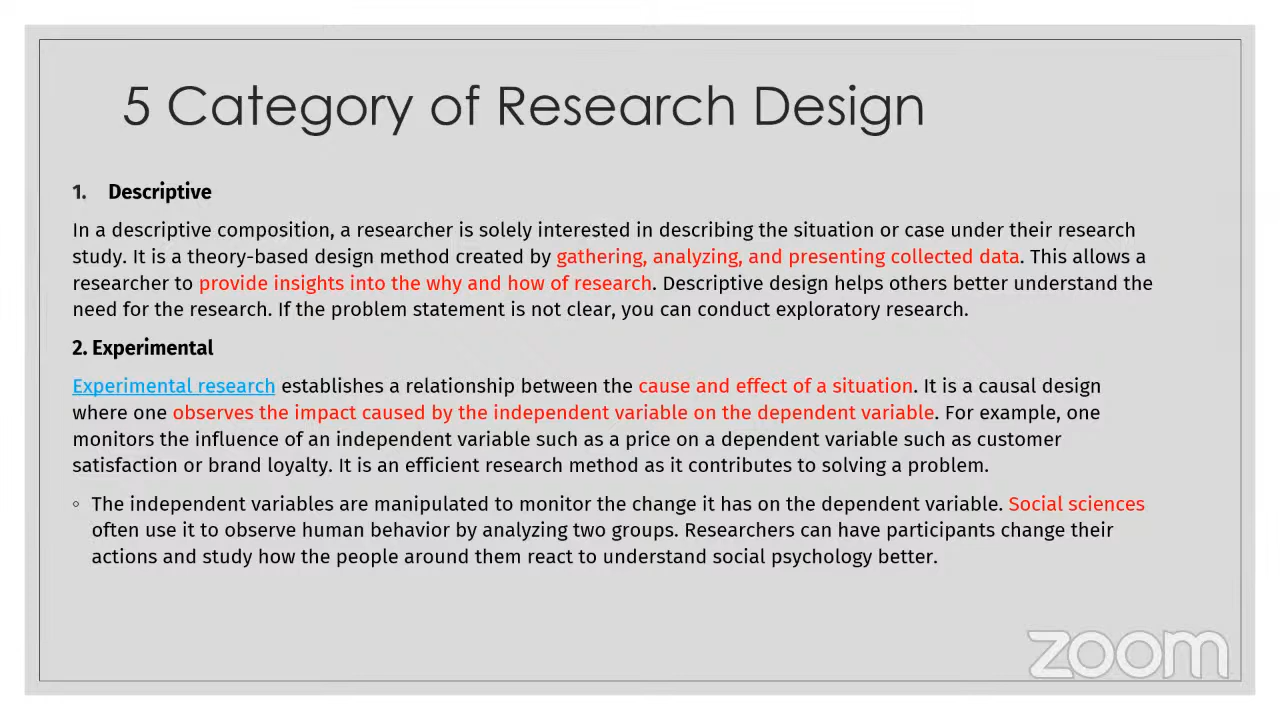 5 Category of Research Design
1. Descriptive
In a descriptive composition, a researcher is solely interested in describing the situation or case under their research
study. It is a theory-based design method created by gathering, analyzing, and presenting collected data. This allows a
researcher to provide insights into the why and how of research. Descriptive design helps others better understand the
need for the research. If the problem statement is not clear, you can conduct exploratory research.
2. Experimental
Experimental research establishes a relationship between the cause and effect of a situation. It is a causal design
where one observes the impact caused by the independent variable on the dependent variable. For example, one
monitors the influence of an independent variable such as a price on a dependent variable such as customer
satisfaction or brand loyalty. It is an efficient research method as it contributes to solving a problem.
◦ The independent variables are manipulated to monitor the change it has on the dependent variable. Social sciences
often use it to observe human behavior by analyzing two groups. Researchers can have participants change their
actions and study how the people around them react to understand social psychology better.
zoom